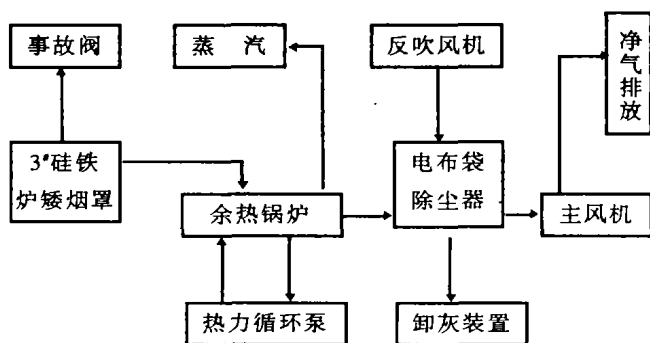 事故阀
蒸 汽
反吹风机
净气排放
3#硅铁
炉矮烟罩
电布袋
除尘器
余热锅炉
主风机
热力循环泵
卸灰装置